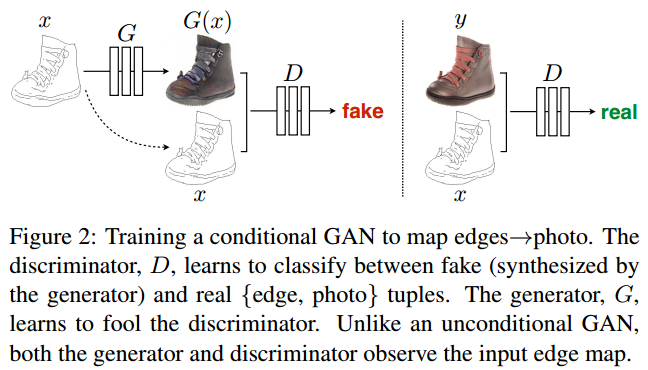 x
G
G(x)
D
fake
x
y
D
real
x
Figure 2: Training a conditional GAN to map edges→photo. The
discriminator, D, learns to classify between fake (synthesized by
the generator) and real {edge, photo} tuples. The generator, G,
learns to fool the discriminator. Unlike an unconditional GAN,
both the generator and discriminator observe the input edge map.